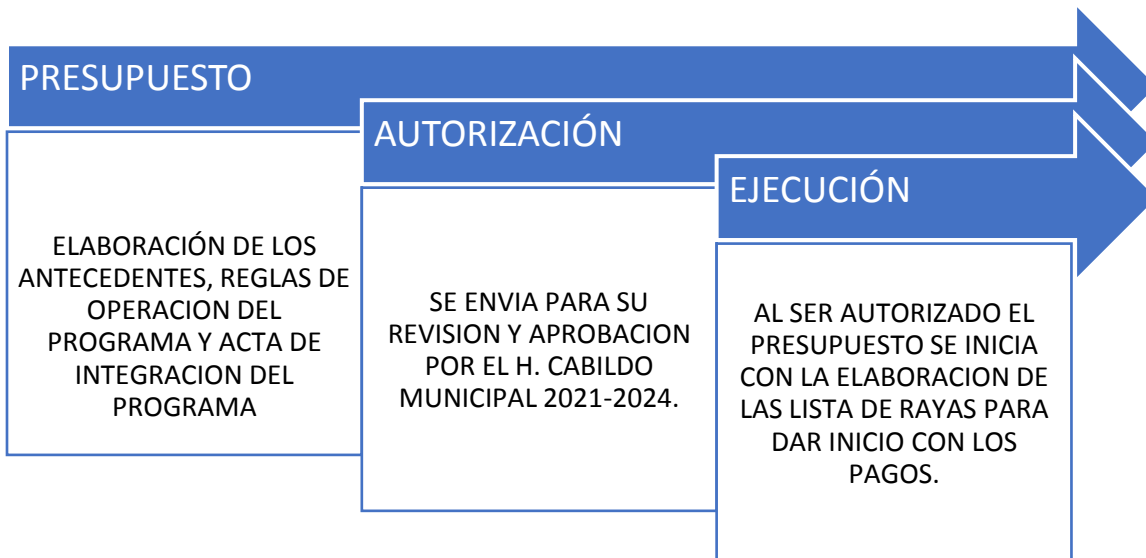 PRESUPUESTO
ELABORACIÓN DE LOS
ANTECEDENTES, REGLAS DE
OPERACION DEL
PROGRAMA Y ACTA DE
INTEGRACION DEL
PROGRAMA
AUTORIZACIÓN
SE ENVIA PARA SU
REVISION Y APROBACION
POR EL H. CABILDO
MUNICIPAL 2021-2024.
EJECUCIÓN
AL SER AUTORIZADO EL
PRESUPUESTO SE INICIA
CON LA ELABORACION DE
LAS LISTA DE RAYAS PARA
DAR INICIO CON LOS
PAGOS.